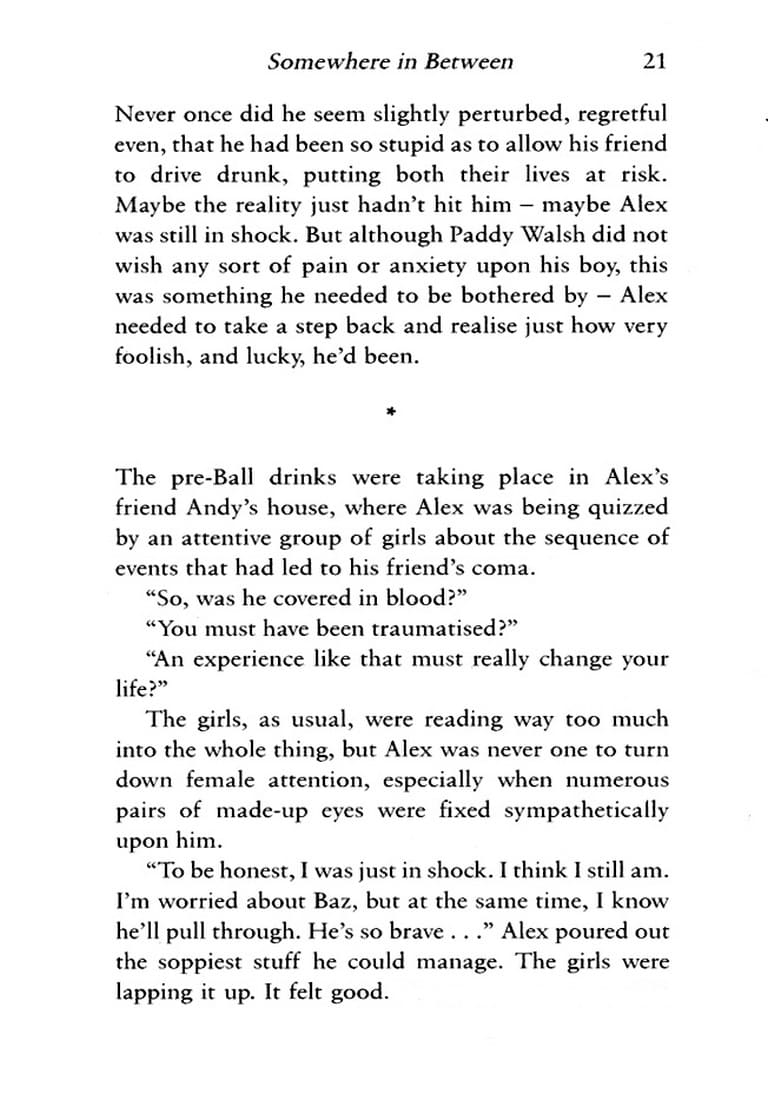 Somewhere in Between 21
Never once did he seem slightly perturbed, regretful
even, that he had been so stupid as to allow his friend
to drive drunk, putting both their lives at risk.
Maybe the reality just hadn’t hit him – maybe Alex
was still in shock. But although Paddy Walsh did not
wish any sort of pain or anxiety upon his boy, this
was something he needed to be bothered by – Alex
needed to take a step back and realise just how very
foolish, and lucky, he’d been.
*
The pre-Ball drinks were taking place in Alex’s
friend Andy’s house, where Alex was being quizzed
by an attentive group of girls about the sequence of
events that had led to his friend’s coma.
“So, was he covered in blood?”
“You must have been traumatised?”
“An experience like that must really change your
life?”
The girls, as usual, were reading way too much
into the whole thing, but Alex was never one to turn
down female attention, especially when numerous
pairs of made-up eyes were fixed sympathetically
upon him.
“To be honest, I was just in shock. I think I still am.
I’m worried about Baz, but at the same time, I know
he’ll pull through. He’s so brave . . .” Alex poured out
the soppiest stuff he could manage. The girls were
lapping it up. It felt good.